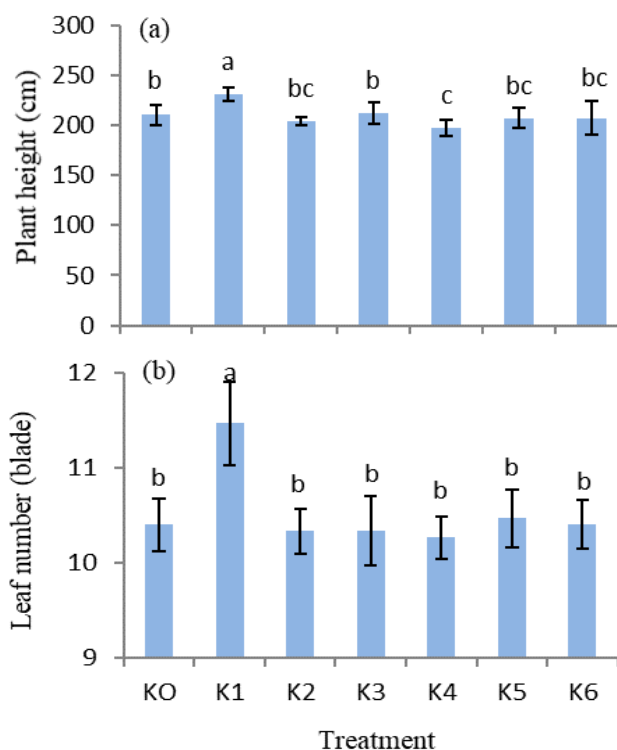 300
(a)
250
200
150
100
50
0
Plant height (cm)
b
a
bc
b
c
bc
bc
12
(b)
11
10
9
Leaf number (blade)
b
a
b
b
b
b
b
KO K1 K2 K3 K4 K5 K6
Treatment